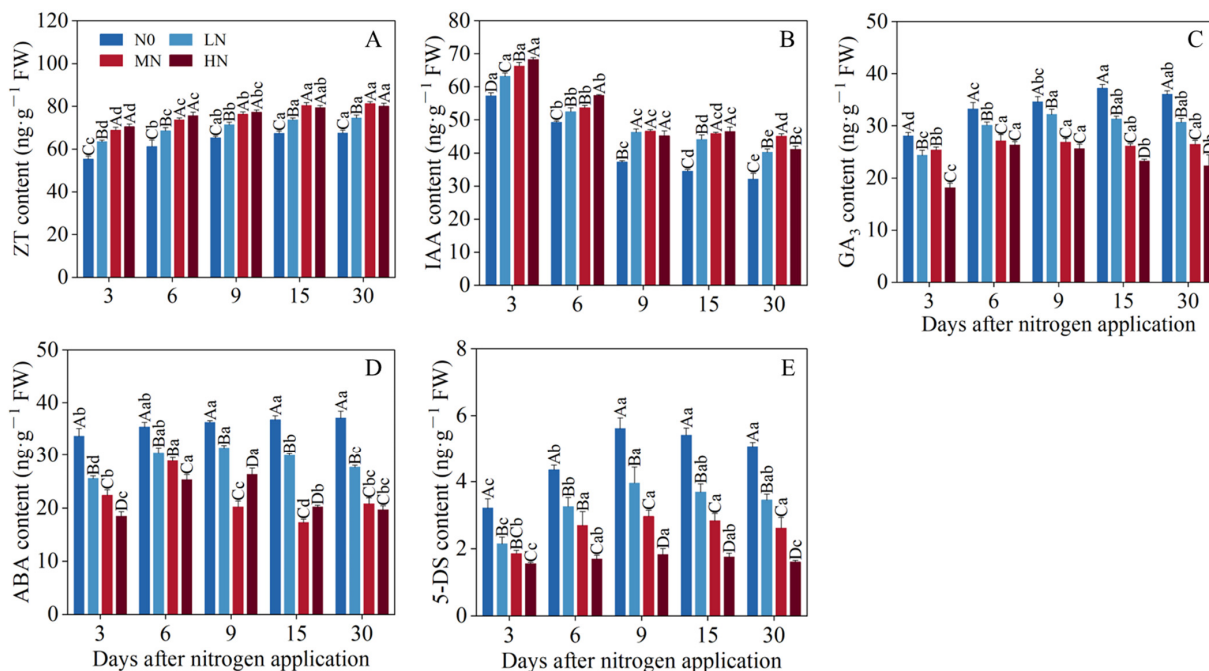 A
N0 LN
MN HN
ZT content (ng·g−1 FW)
120
100
80
60
40
20
0
Cc Bd Ad Ad
Cb Bc Ac Ac
Cab Bb Ab Abc
Ca Ba Aa Aab
Ca Ba Aa Aa
3 6 9 15 30
B
IAA content (ng·g−1 FW)
80
70
60
50
40
30
20
10
0
Da Ca Ba Aa
Cb Bb Bb Ab
Bc Ac Ac Ac
Cd Bd Acd Ac
Ce Be Ad Bc
3 6 9 15 30
C
GA3 content (ng·g−1 FW)
50
40
30
20
10
0
Ad Bc Bb Cc
Ac Bb Ca Ca
Abc Ba Ca Ca
Aa Ba Cab Db
Aab Bab Cab
3 6 9 15 30
Days after nitrogen application
D
ABA content (ng·g−1 FW)
50
40
30
20
10
0
Ab Bd Cb Dc
Aab Bab Ba Ca
Aa Ba Cc Da
Aa Bb Cd Db
Aa Bc Cbc Cbc
3 6 9 15 30
Days after nitrogen application
E
5-DS content (ng·g−1 FW)
8
6
4
2
0
Ac Bc BCb Cc
Ab Bb Ba Cab
Aa Ba Ca Da
Aa Bab Ca Dab
Aa Bab Ca Dc
3 6 9 15 30
Days after nitrogen application